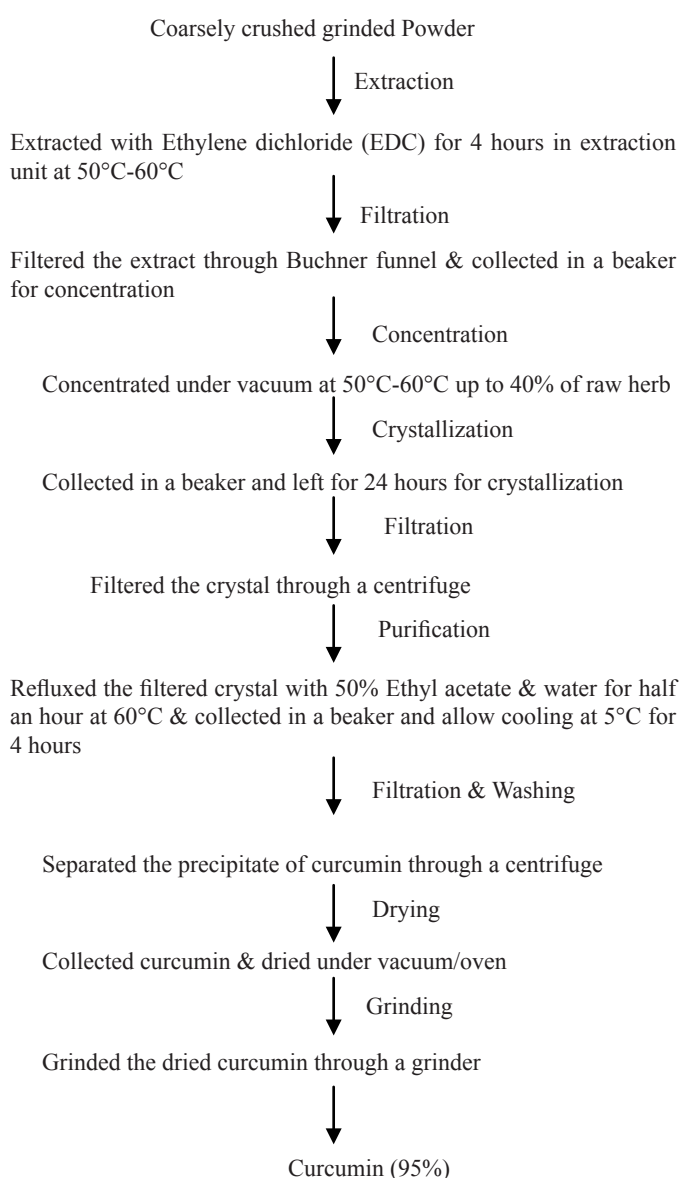 Coarsely crushed grinded Powder
Extraction
Extracted with Ethylene dichloride (EDC) for 4 hours in extraction
unit at 50°C-60°C
Filtration
Filtered the extract through Buchner funnel & collected in a beaker
for concentration
Concentration
Concentrated under vacuum at 50°C-60°C up to 40% of raw herb
Crystallization
Collected in a beaker and left for 24 hours for crystallization
Filtration
Filtered the crystal through a centrifuge
Purification
Refluxed the filtered crystal with 50% Ethyl acetate & water for half
an hour at 60°C & collected in a beaker and allow cooling at 5°C for
4 hours
Filtration & Washing
Separated the precipitate of curcumin through a centrifuge
Drying
Collected curcumin & dried under vacuum/oven
Grinding
Grinded the dried curcumin through a grinder
Curcumin (95%)